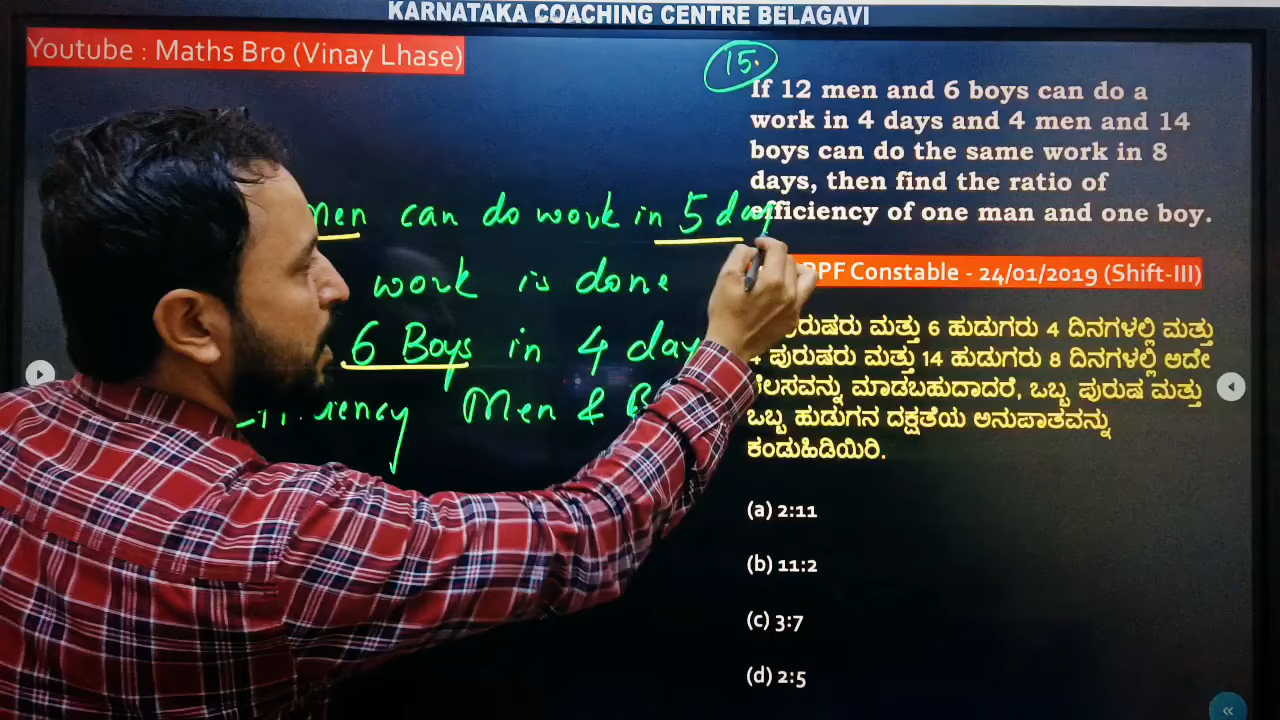 KARNATAKA COACHING CENTRE BELAGAVI
Youtube : Maths Bro (Vinay Lhase)
15.
If 12 men and 6 boys can do a
work in 4 days and 4 men and 14
boys can do the same work in 8
days, then find the ratio of
efficiency of one man and one boy.
Constable - 24/01/2019 (Shift-III)
ಮತ್ತು 6 ಹುಡುಗರು 4 ದಿನಗಳಲ್ಲಿ ಮತ್ತು
ಪುರುಷರು ಮತ್ತು 14 ಹುಡುಗರು 8 ದಿನಗಳಲ್ಲಿ ಅದೇ
ಮಾಡಬಹುದಾದರೆ, ಒಬ್ಬ ಪುರುಷ ಮತ್ತು
ಒಬ್ಬ ಹುಡುಗನ ದಕ್ಷತೆಯ ಅನುಪಾತವನ್ನು
ಕಂಡುಹಿಡಿಯಿರಿ.
(a) 2:11
(b) 11:2
(c) 3:7
(d) 2:5
men can do work in 5 day
work is done
6 Boys in 4 day
Men &